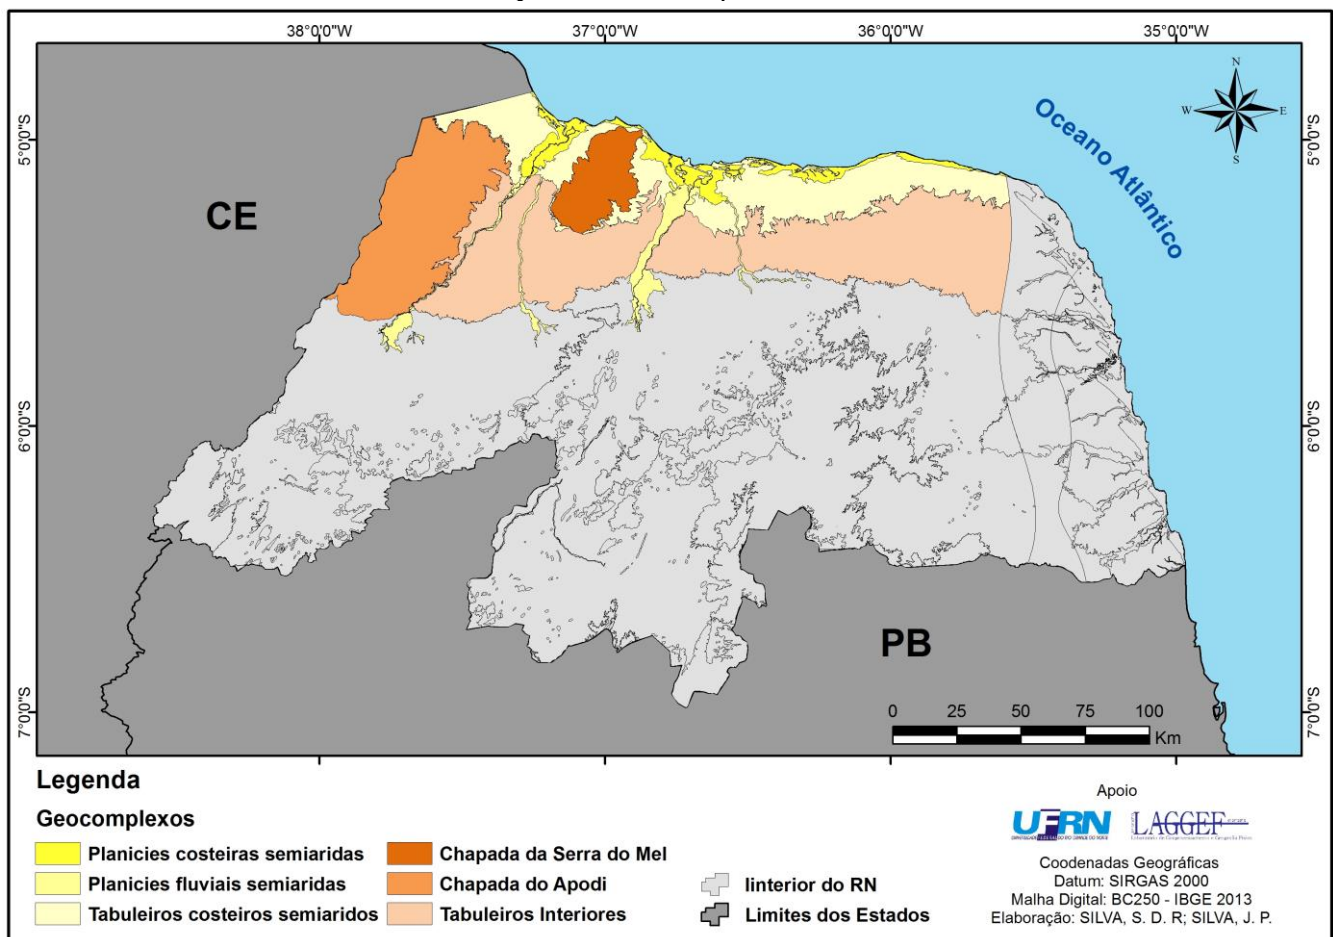 38°0'0"W 37°0'0"W 36°0'0"W 35°0'0"W
5°0'0"S
6°0'0"S
7°0'0"S
5°0'0"S
6°0'0"S
7°0'0"S
N
W E
S
Oceano Atlântico
CE
PB
0 25 50 75 100
Km
Legenda
Geocomplexos
Planicies costeiras semiaridas
Planicies fluviais semiaridas
Tabuleiros costeiros semiaridos
Chapada da Serra do Mel
Chapada do Apodi
Tabuleiros Interiores
Iinterior do RN
Limites dos Estados
Apoio
UFRN LAGGEF
Coodenadas Geográficas
Datum: SIRGAS 2000
Malha Digital: BC250 - IBGE 2013
Elaboração: SILVA, S. D. R; SILVA, J. P.